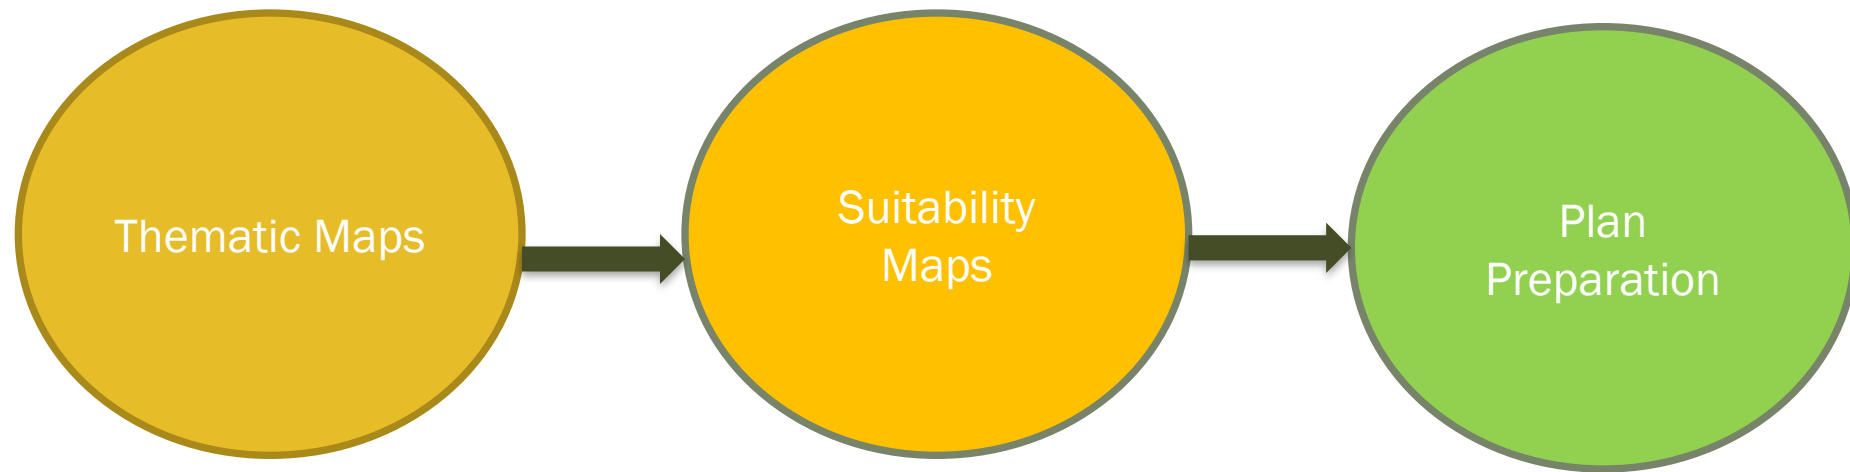 Thematic Maps
Suitability
Maps
Plan
Preparation